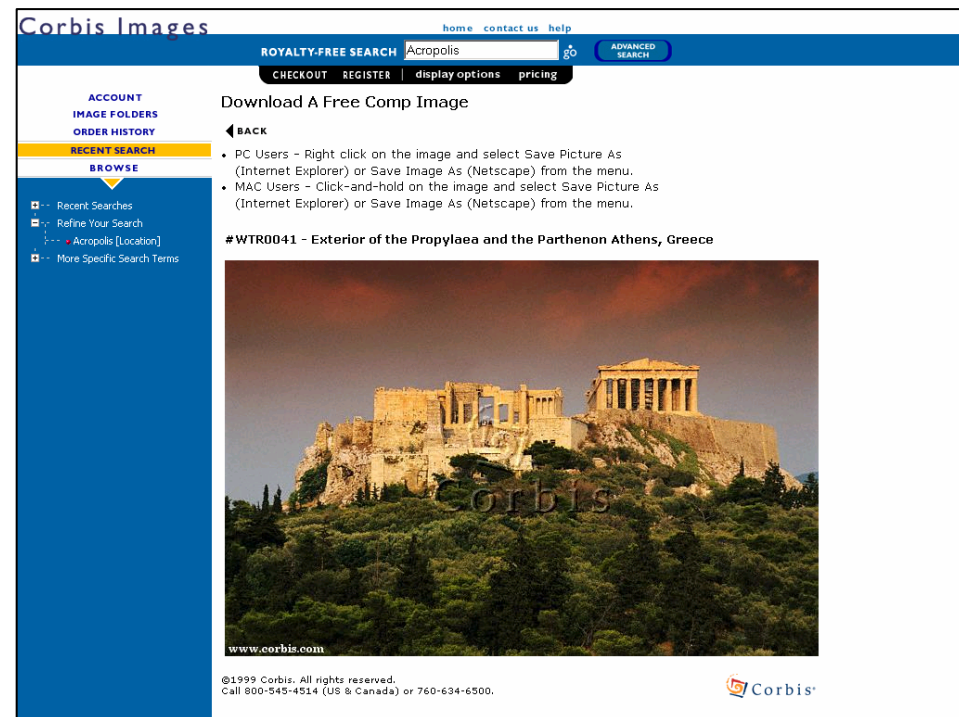 Corbis Images
home contact us help
ROYALTY-FREE SEARCH Acropolis go ADVANCED SEARCH
CHECKOUT REGISTER | display options pricing
ACCOUNT
IMAGE FOLDERS
ORDER HISTORY
RECENT SEARCH
BROWSE
Recent Searches
Refine Your Search
Acropolis [Location]
More Specific Search Terms
Download A Free Comp Image
BACK
• PC Users - Right click on the image and select Save Picture As
(Internet Explorer) or Save Image As (Netscape) from the menu.
• MAC Users - Click-and-hold on the image and select Save Picture As
(Internet Explorer) or Save Image As (Netscape) from the menu.
#WTR0041 - Exterior of the Propylaea and the Parthenon Athens, Greece
Corbis
www.corbis.com
©1999 Corbis. All rights reserved.
Call 800-545-4514 (US & Canada) or 760-634-6500.
Corbis